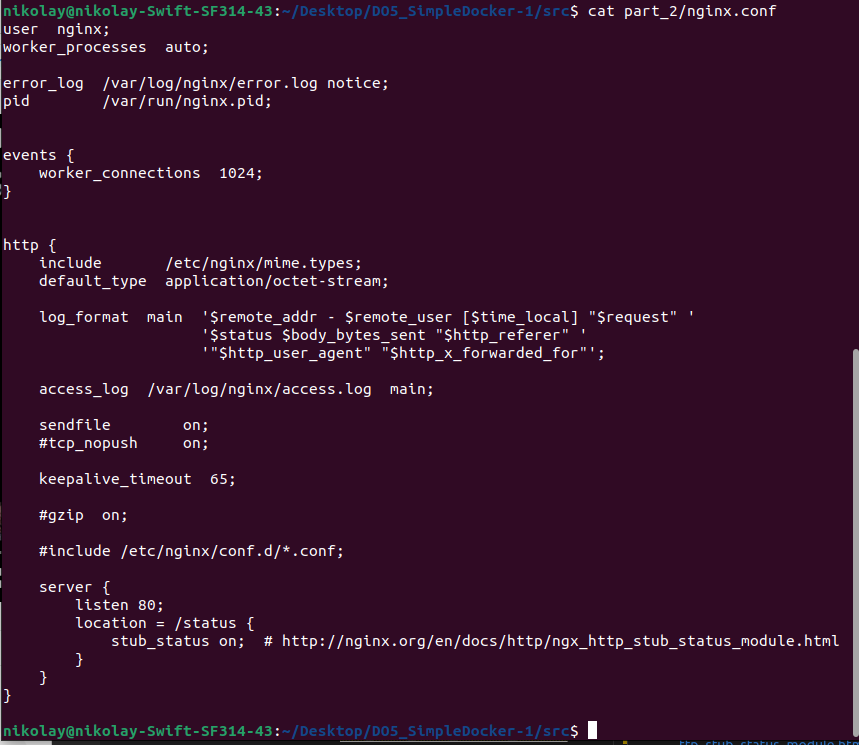 nikolay@nikolay-Swift-SF314-43:~/Desktop/DO5_SimpleDocker-1/src$ cat part_2/nginx.conf
user  nginx;
worker_processes  auto;

error_log  /var/log/nginx/error.log notice;
pid        /var/run/nginx.pid;


events {
    worker_connections  1024;
}


http {
    include       /etc/nginx/mime.types;
    default_type  application/octet-stream;

    log_format  main  '$remote_addr - $remote_user [$time_local] "$request" '
                      '$status $body_bytes_sent "$http_referer" '
                      '"$http_user_agent" "$http_x_forwarded_for"';

    access_log  /var/log/nginx/access.log  main;

    sendfile        on;
    #tcp_nopush     on;

    keepalive_timeout  65;

    #gzip  on;

    #include /etc/nginx/conf.d/*.conf;

    server {
        listen 80;
        location = /status {
            stub_status on;  # http://nginx.org/en/docs/http/ngx_http_stub_status_module.html
        }
    }
}

nikolay@nikolay-Swift-SF314-43:~/Desktop/DO5_SimpleDocker-1/src$